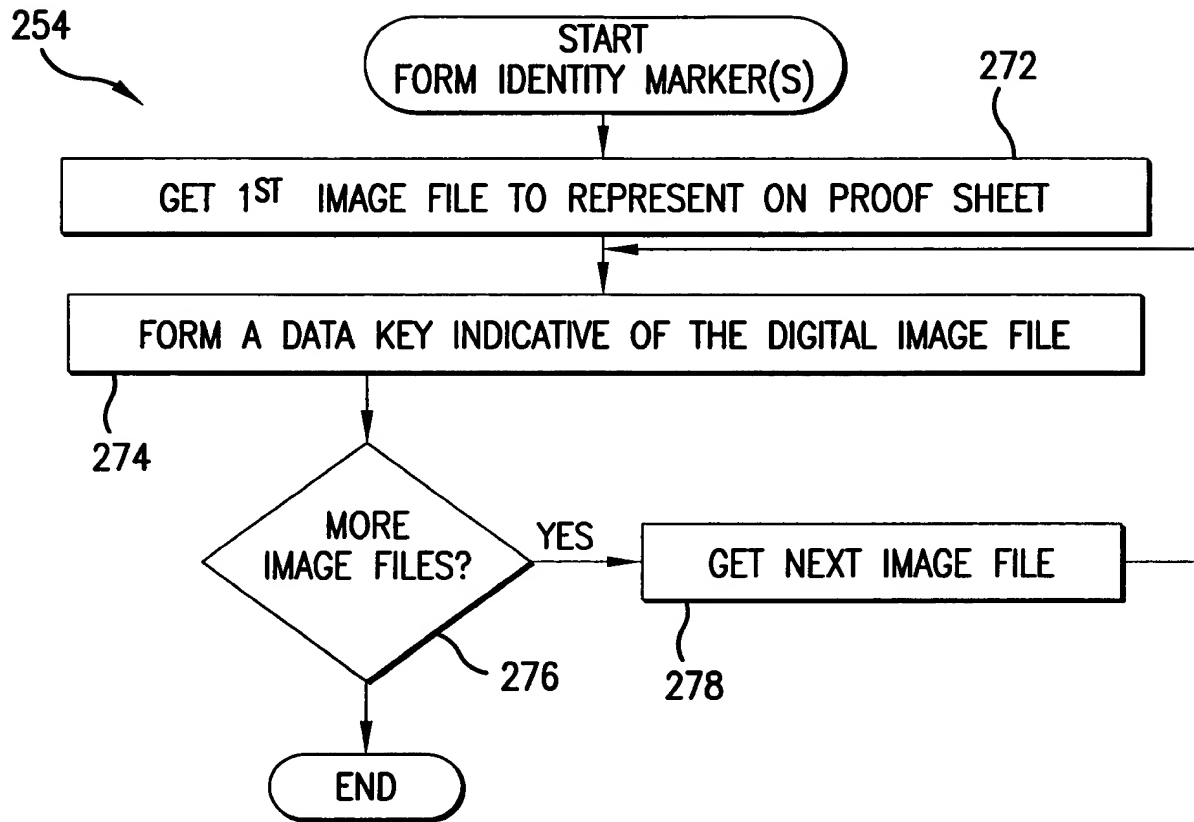 254
START
FORM IDENTITY MARKER(S)
272
GET 1ST IMAGE FILE TO REPRESENT ON PROOF SHEET
FORM A DATA KEY INDICATIVE OF THE DIGITAL IMAGE FILE
274
MORE
IMAGE FILES?
YES
GET NEXT IMAGE FILE
276
278
END